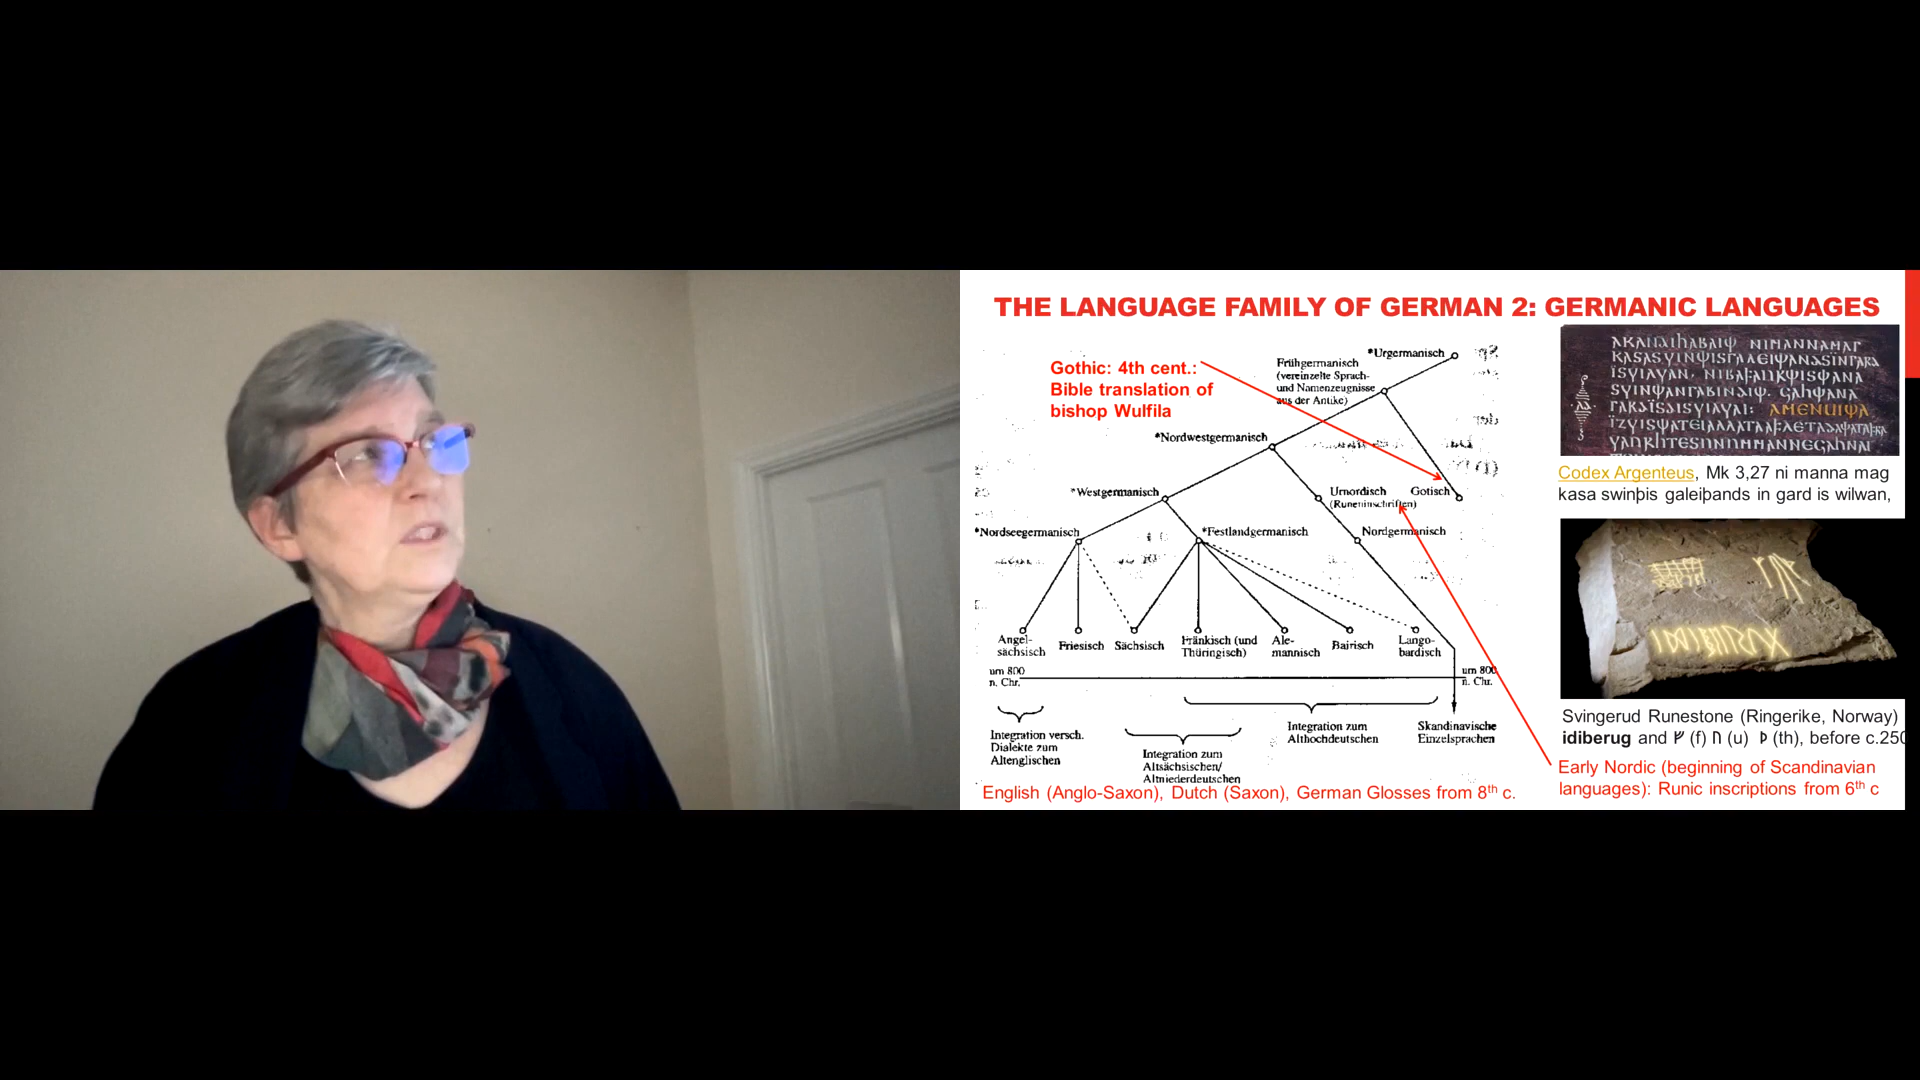 THE LANGUAGE FAMILY OF GERMAN 2: GERMANIC LANGUAGES
Gothic: 4th cent.:
Bible translation of
bishop Wulfila
*Urgermanisch
Frühgermanisch
(vereinzelte Sprach-
und Namenzeugnisse
aus der Antike)
*Nordwestgermanisch
*Westgermanisch
Urnordisch
(Runeninschriften)
Gotisch
*Nordseegermanisch
*Festlandgermanisch
Nordgermanisch
Angel-
sächsisch
Friesisch
Sächsisch
Fränkisch (und
Thüringisch)
Ale-
mannisch
Bairisch
Lango-
bardisch
um 800
n. Chr.
um 800
n. Chr.
Integration versch.
Dialekte zum
Altenglischen
Integration zum
Altsächsischen/
Altniederdeutschen
Integration zum
Althochdeutschen
Skandinavische
Einzelsprachen
English (Anglo-Saxon), Dutch (Saxon), German Glosses from 8th c.
Codex Argenteus, Mk 3,27 ni manna mag
kasa swinþis galeiþands in gard is wilwan,
Svingerud Runestone (Ringerike, Norway)
idiberug and ᚠ (f) ᚢ (u) ᚦ (th), before c.250
Early Nordic (beginning of Scandinavian
languages): Runic inscriptions from 6th c